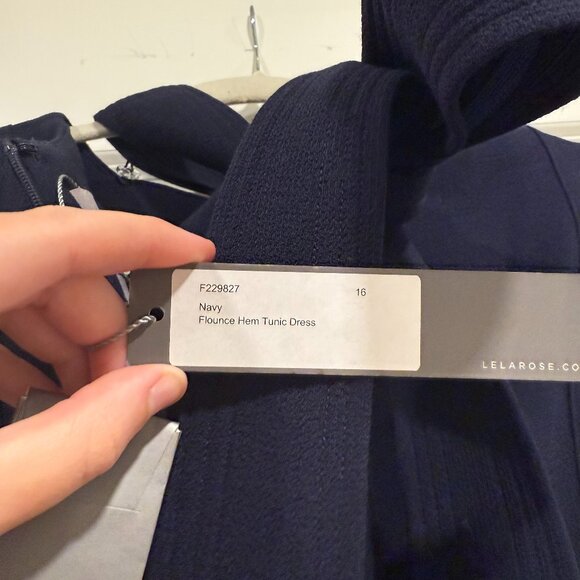 F229827 16
Navy
Flounce Hem Tunic Dress
LELAROSE.CO